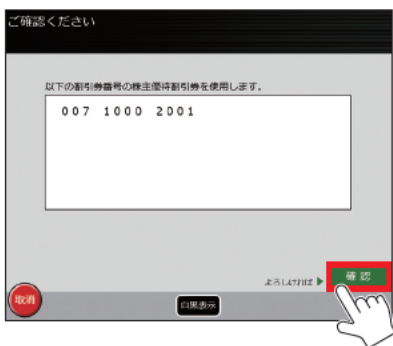 ご確認ください
以下の割引券番号の株主優待割引券を使用します。
007 1000 2001
よろしければ ▶ 確認
取消
白黒表示